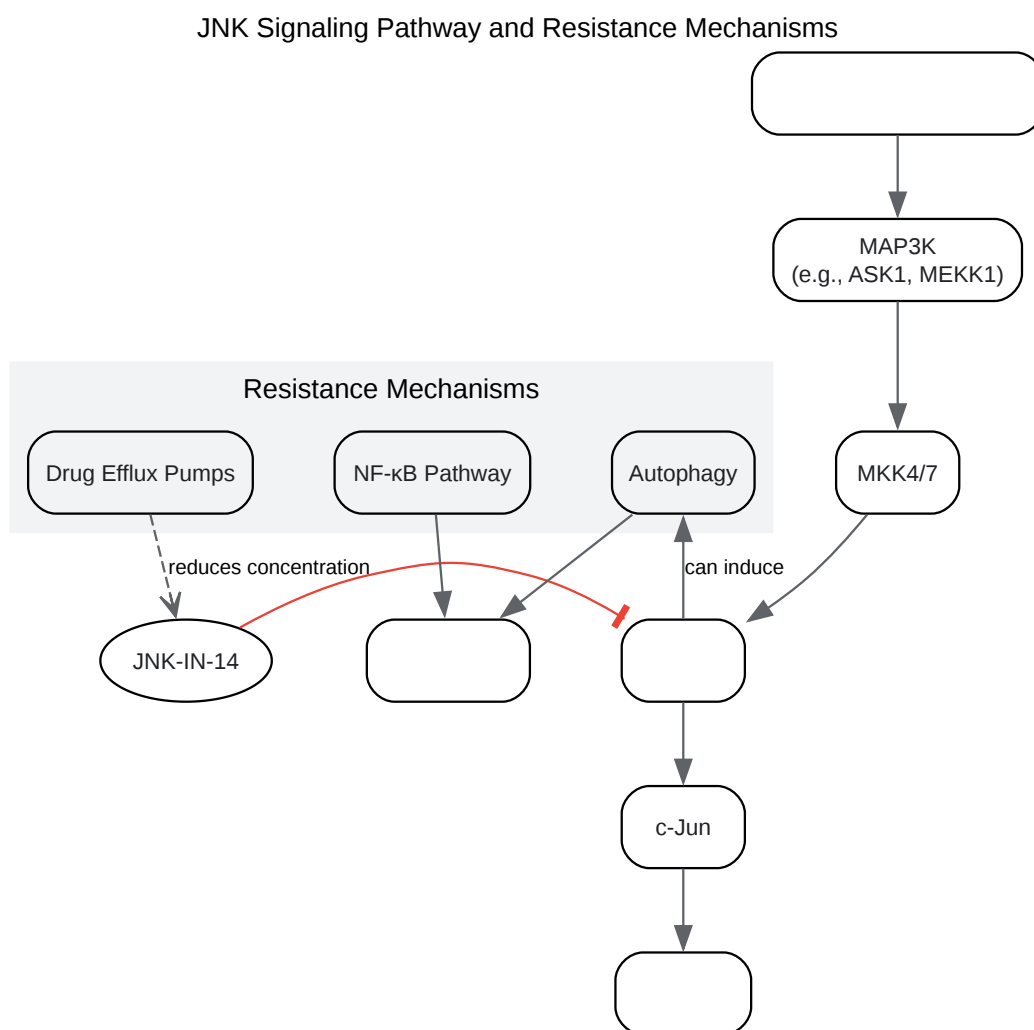 JNK Signaling Pathway and Resistance Mechanisms
MAP3K
(e.g., ASK1, MEKK1)
Resistance Mechanisms
Drug Efflux Pumps
NF-κB Pathway
Autophagy
MKK4/7
reduces concentration
can induce
JNK-IN-14
c-Jun